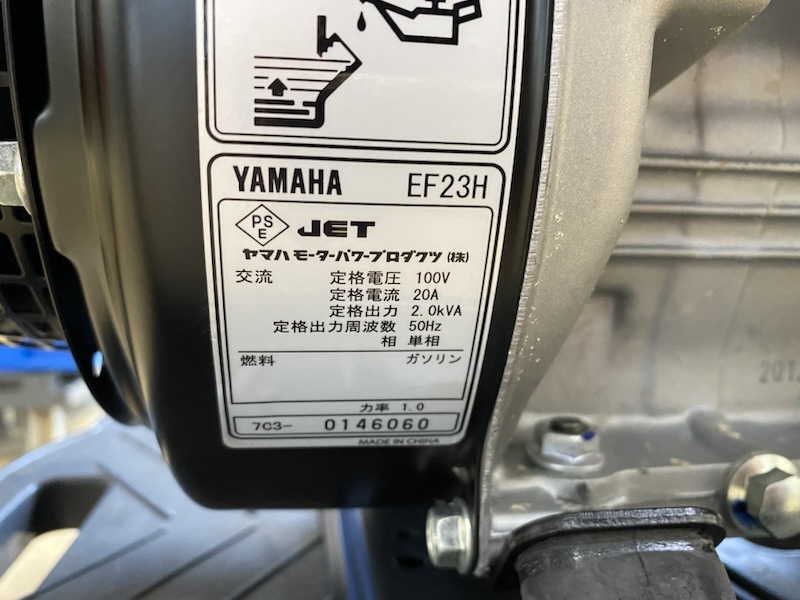 YAMAHA EF23H
PS
E
JET
ヤマハモーターパワープロダクツ(株)
交流 定格電圧 100V
定格電流 20A
定格出力 2.0kVA
定格出力周波数 50Hz
相 単相
燃料 ガソリン
力率 1.0
7C3- 0146060
MADE IN CHINA